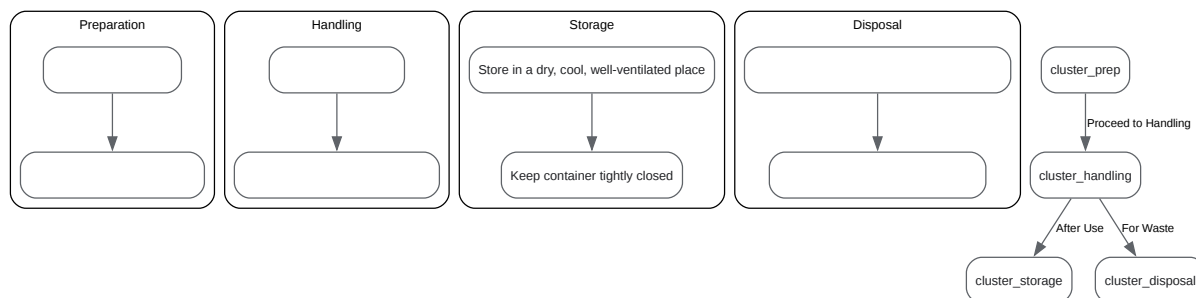 Preparation
Handling
Storage
Disposal
Store in a dry, cool, well-ventilated place
cluster_prep
Proceed to Handling
Keep container tightly closed
cluster_handling
After Use
For Waste
cluster_storage
cluster_disposal